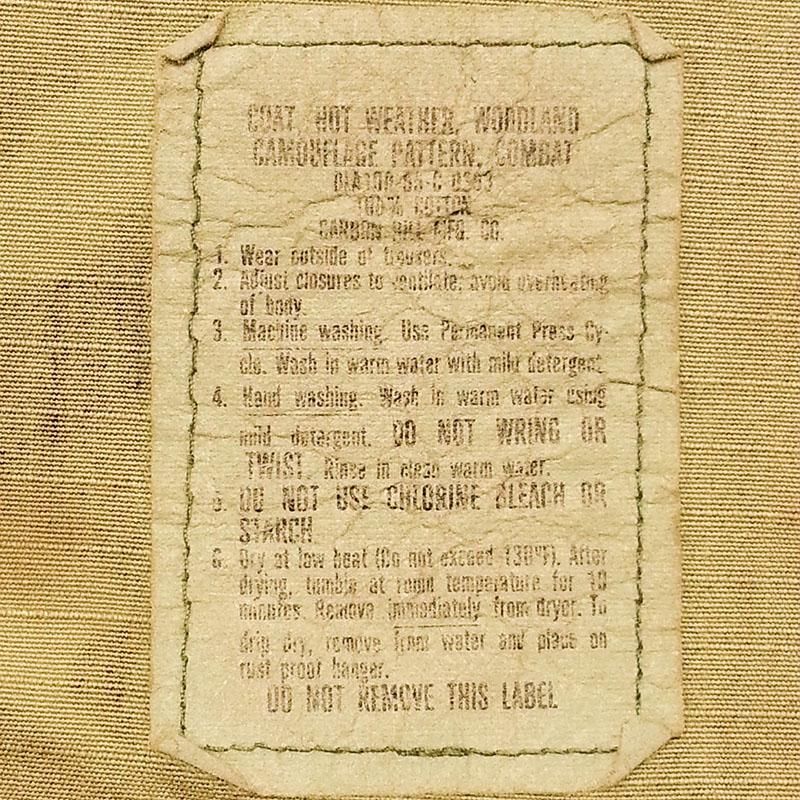 COAT, HOT WEATHER, WOODLAND
CAMOUFLAGE PATTERN, COMBAT
100% COTTON
CARBON HILL MFG. CO.
1. Wear outside of trousers.
2. Adjust closures to ventilate; avoid overheating
of body.
3. Machine washing. Use Permanent Press Cy-
cle. Wash in warm water with mild detergent.
4. Hand washing. Wash in warm water using
mild detergent. DO NOT WRING OR
TWIST. Rinse in clean warm water.
5. DO NOT USE CHLORINE BLEACH OR
STARCH
6. Dry at low heat (Do not exceed 130°F). After
drying, tumble at room temperature for 10
minutes. Remove immediately from dryer. To
drip dry, remove from water and place on
rust proof hanger.
DO NOT REMOVE THIS LABEL